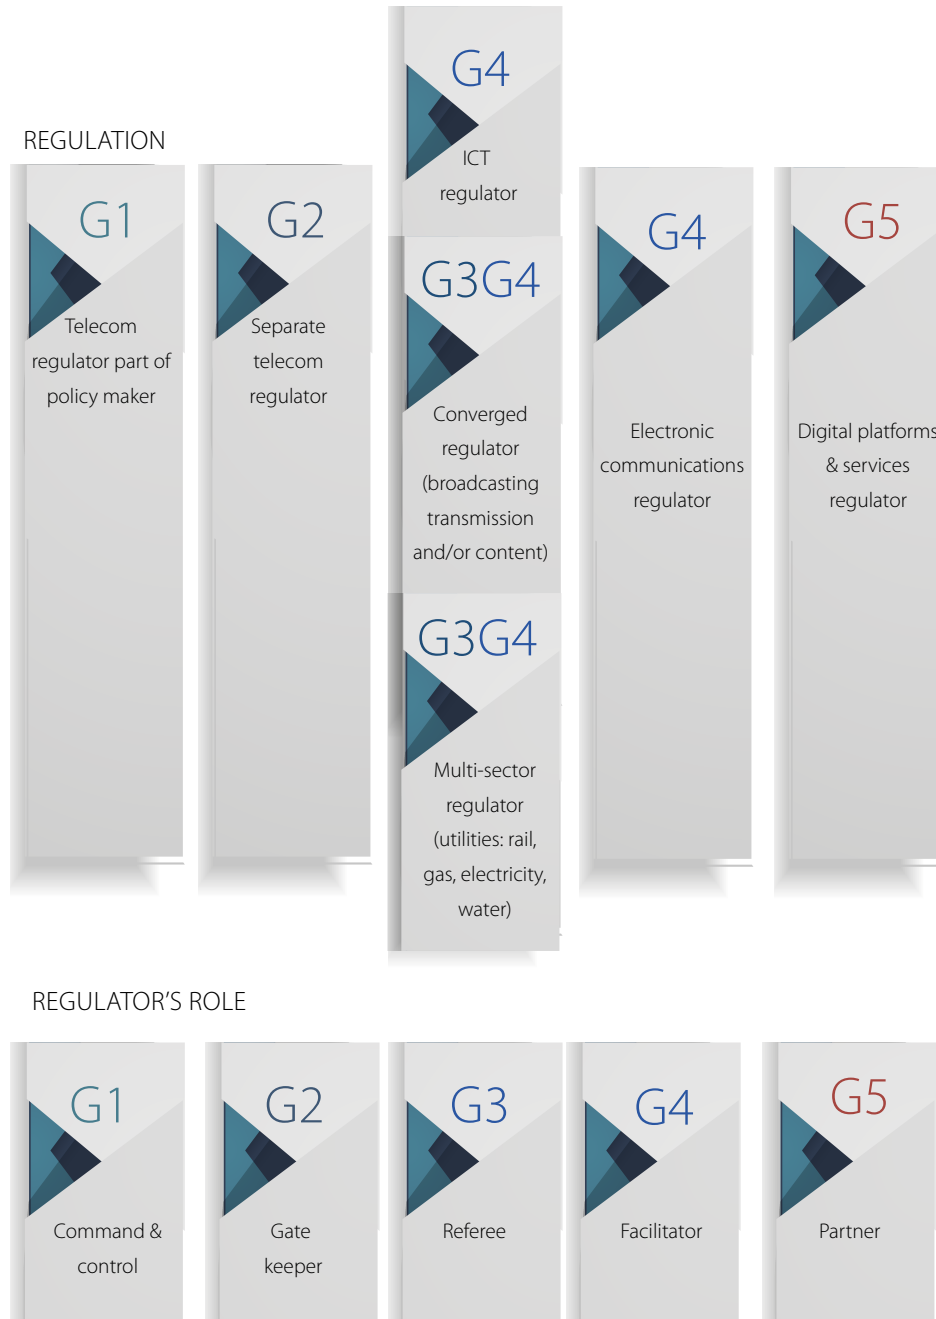 REGULATION
G1
Telecom
regulator part of
policy maker
G2
Separate
telecom
regulator
G4
ICT
regulator
G3G4
Converged
regulator
(broadcasting
transmission
and/or content)
G3G4
Multi-sector
regulator
(utilities: rail,
gas, electricity,
water)
G4
Electronic
communications
regulator
G5
Digital platforms
& services
regulator
REGULATOR’S ROLE
G1
Command &
control
G2
Gate
keeper
G3
Referee
G4
Facilitator
G5
Partner